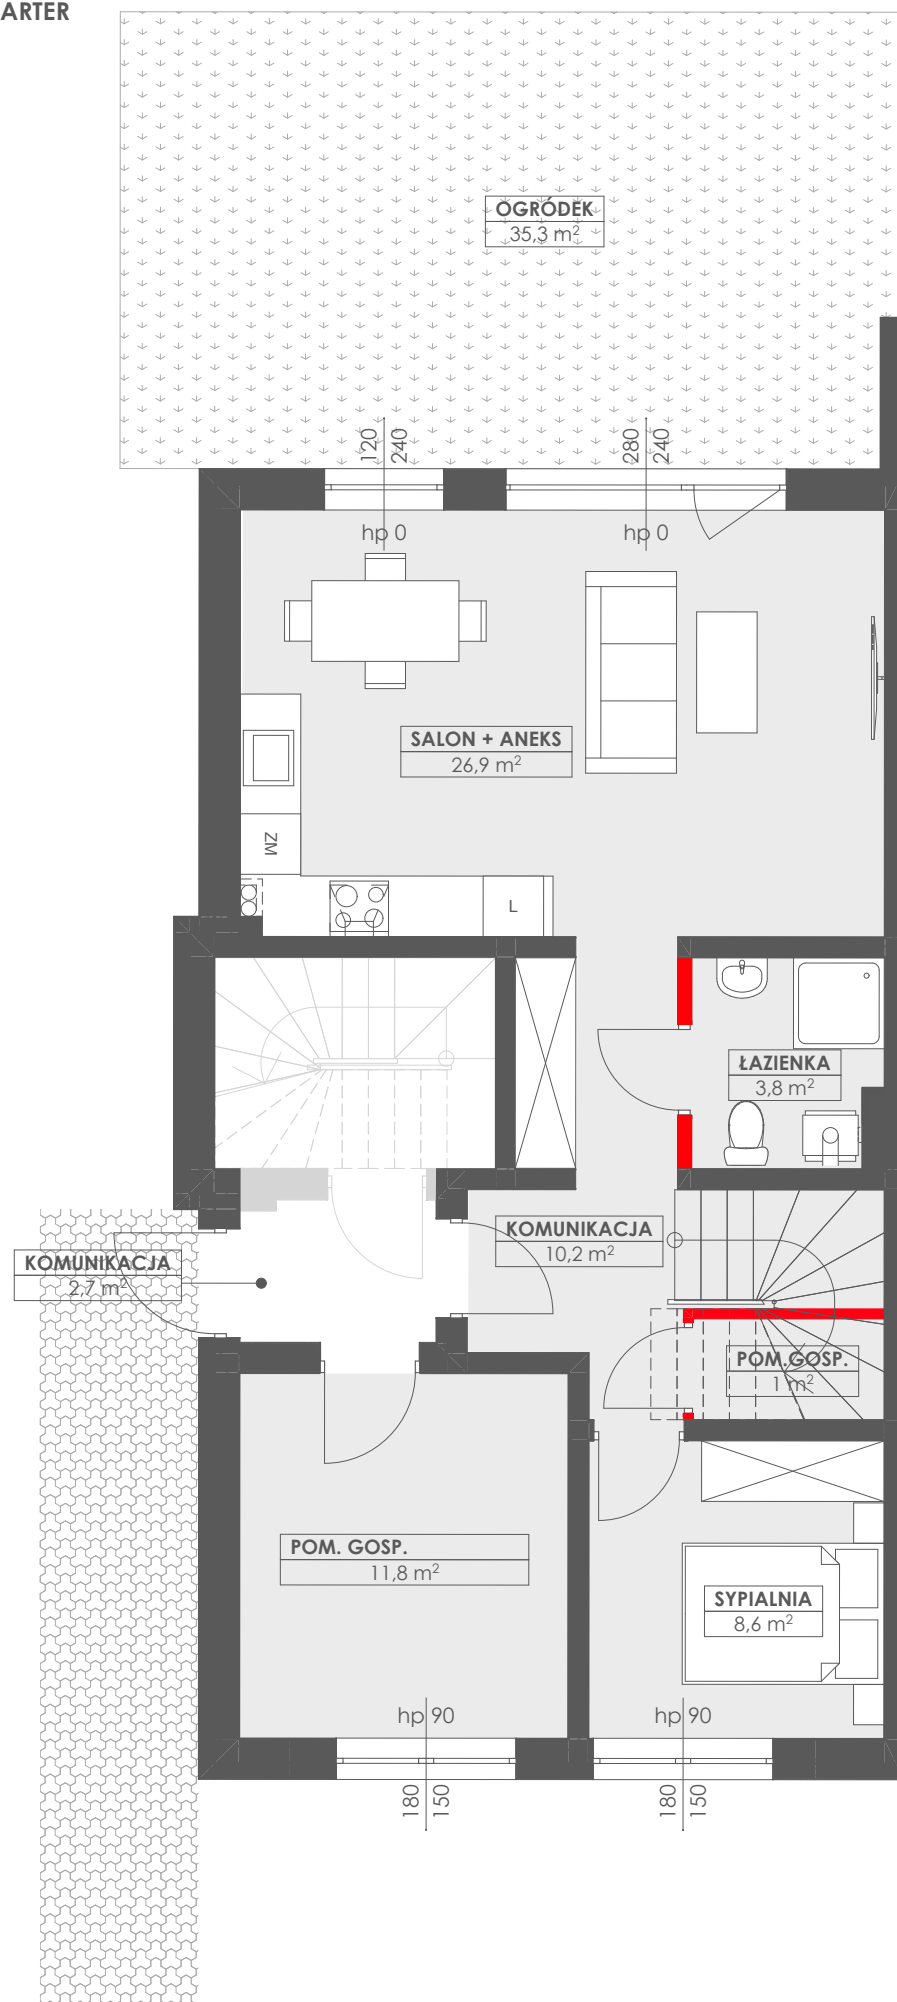 ARTER
OGRÓDEK
35,3 m²
120
240
280
240
hp 0
hp 0
SALON + ANEKS
26,9 m²
ZM
L
ŁAZIENKA
3,8 m²
KOMUNIKACJA
10,2 m²
KOMUNIKACJA
2,7 m²
POM.GOSP.
1 m²
POM. GOSP.
11,8 m²
SYPIALNIA
8,6 m²
hp 90
hp 90
180
150
180
150